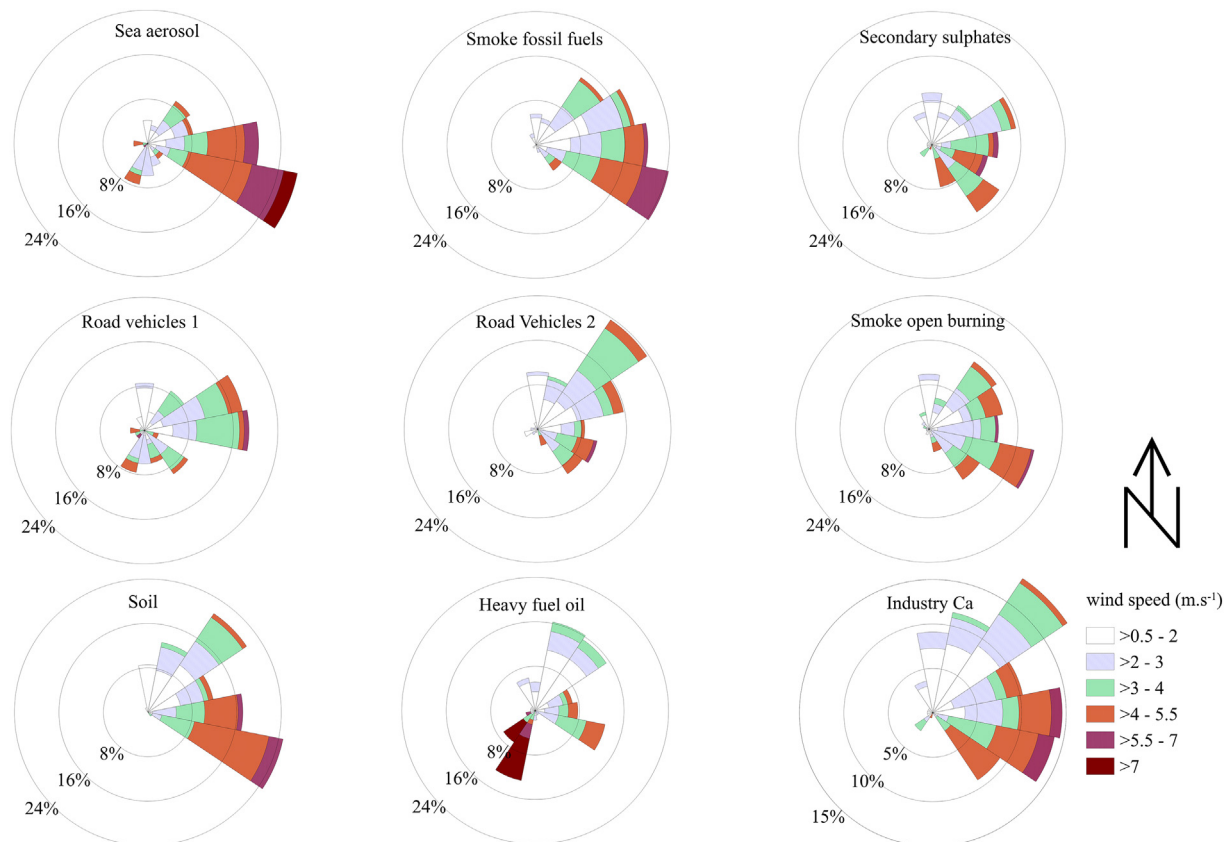 Sea aerosol
Smoke fossil fuels
Secondary sulphates
8%
16%
24%
8%
16%
24%
8%
16%
24%
Road vehicles 1
Road Vehicles 2
Smoke open burning
8%
16%
24%
8%
16%
24%
8%
16%
24%
N
Soil
Heavy fuel oil
Industry Ca
8%
16%
24%
8%
16%
24%
5%
10%
15%
wind speed (m.s⁻¹)
>0.5 - 2
>2 - 3
>3 - 4
>4 - 5.5
>5.5 - 7
>7